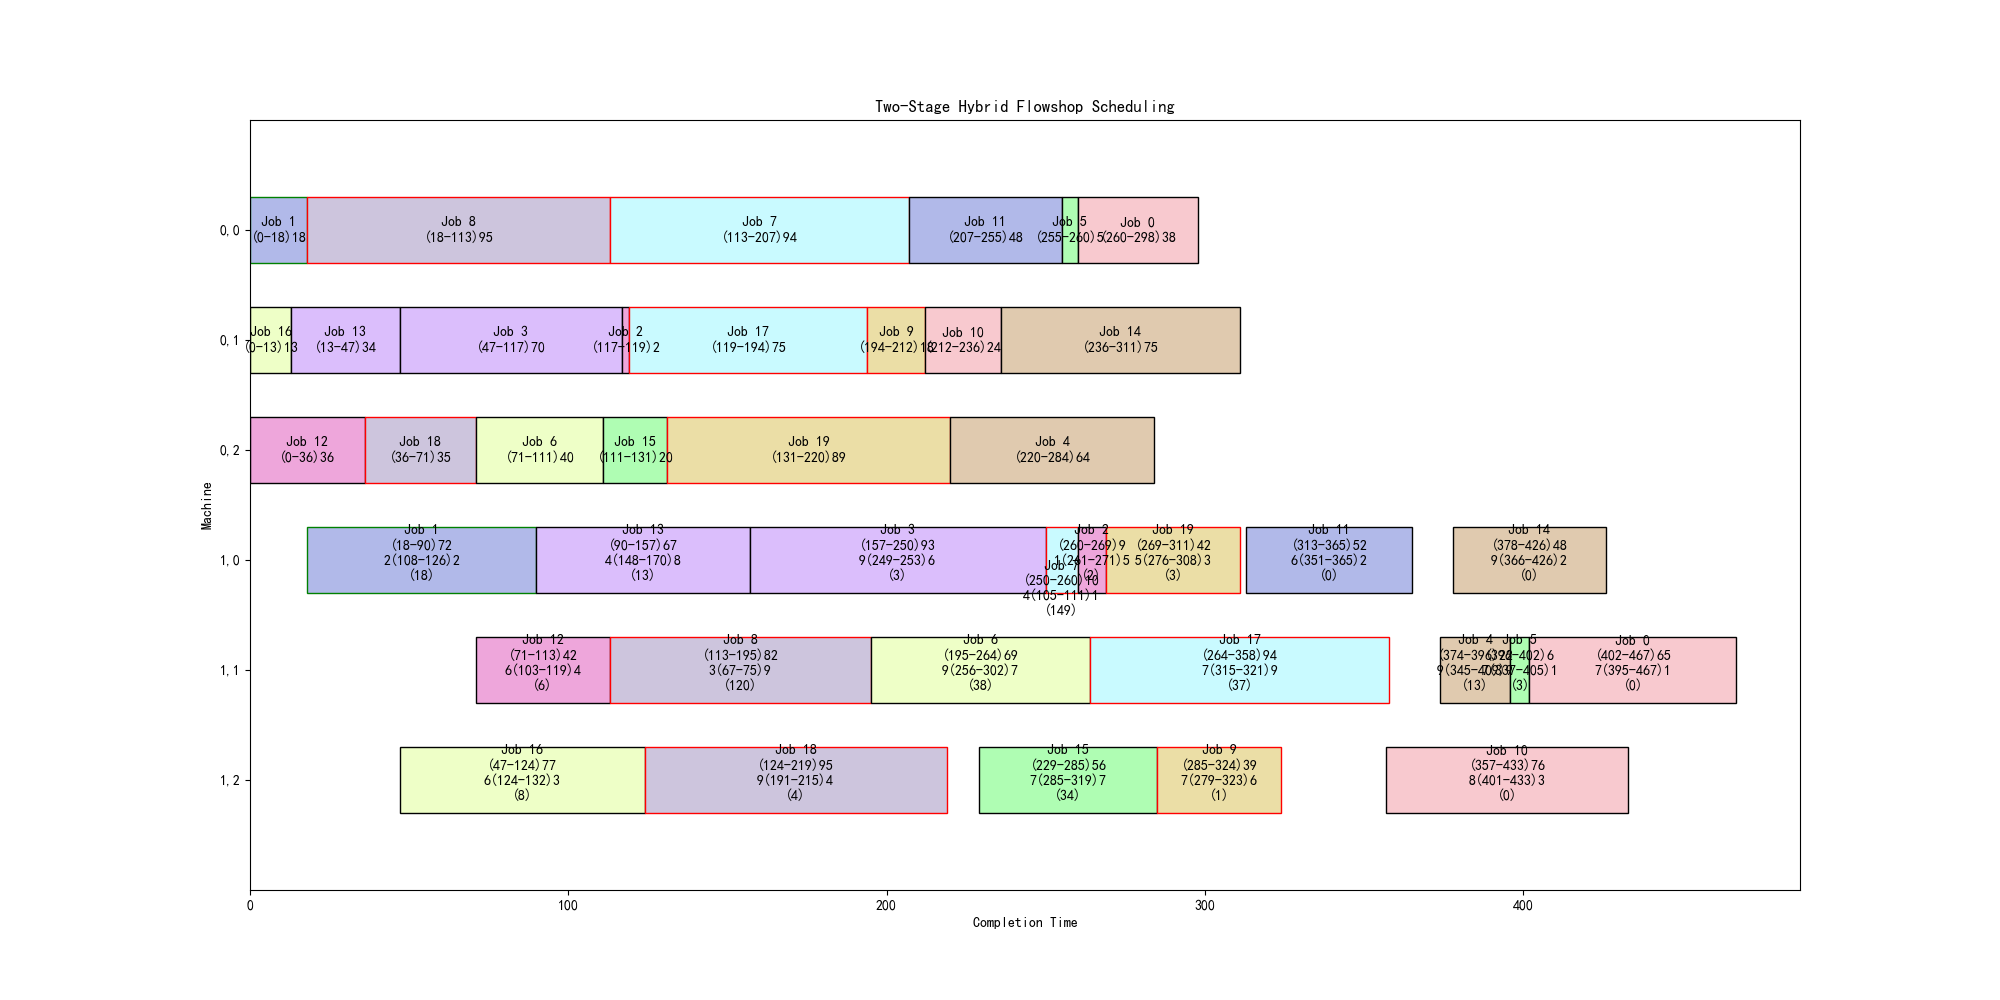 Two-Stage Hybrid Flowshop Scheduling
Machine
0,0
Job 1
(0-18)18
Job 8
(18-113)95
Job 7
(113-207)94
Job 11
(207-255)48
Job 5
(255-260)5
Job 0
(260-298)38
0,1
Job 16
(0-13)13
Job 13
(13-47)34
Job 3
(47-117)70
Job 2
(117-119)2
Job 17
(119-194)75
Job 9
(194-212)18
Job 10
(212-236)24
Job 14
(236-311)75
0,2
Job 12
(0-36)36
Job 18
(36-71)35
Job 6
(71-111)40
Job 15
(111-131)20
Job 19
(131-220)89
Job 4
(220-284)64
1,0
Job 1
(18-90)72
2(108-126)2
(18)
Job 13
(90-157)67
4(148-170)8
(13)
Job 3
(157-250)93
9(249-253)6
(3)
Job 7
(250-260)10
4(105-111)1
(149)
Job 2
(260-269)9
1(261-271)5
(2)
Job 19
(269-311)42
5(276-308)3
(3)
Job 11
(313-365)52
6(351-365)2
(0)
Job 14
(378-426)48
9(366-426)2
(0)
1,1
Job 12
(71-113)42
6(103-119)4
(6)
Job 8
(113-195)82
3(67-75)9
(120)
Job 6
(195-264)69
9(256-302)7
(38)
Job 17
(264-358)94
7(315-321)9
(37)
Job 4
(374-396)22
(13)
Job 5
(396-402)6
(3)
Job 0
(402-467)65
7(395-467)1
(0)
1,2
Job 16
(47-124)77
6(124-132)3
(8)
Job 18
(124-219)95
9(191-215)4
(4)
Job 15
(229-285)56
7(285-319)7
(34)
Job 9
(285-324)39
7(279-323)6
(1)
Job 10
(357-433)76
8(401-433)3
(0)
0
100
200
300
400
Completion Time